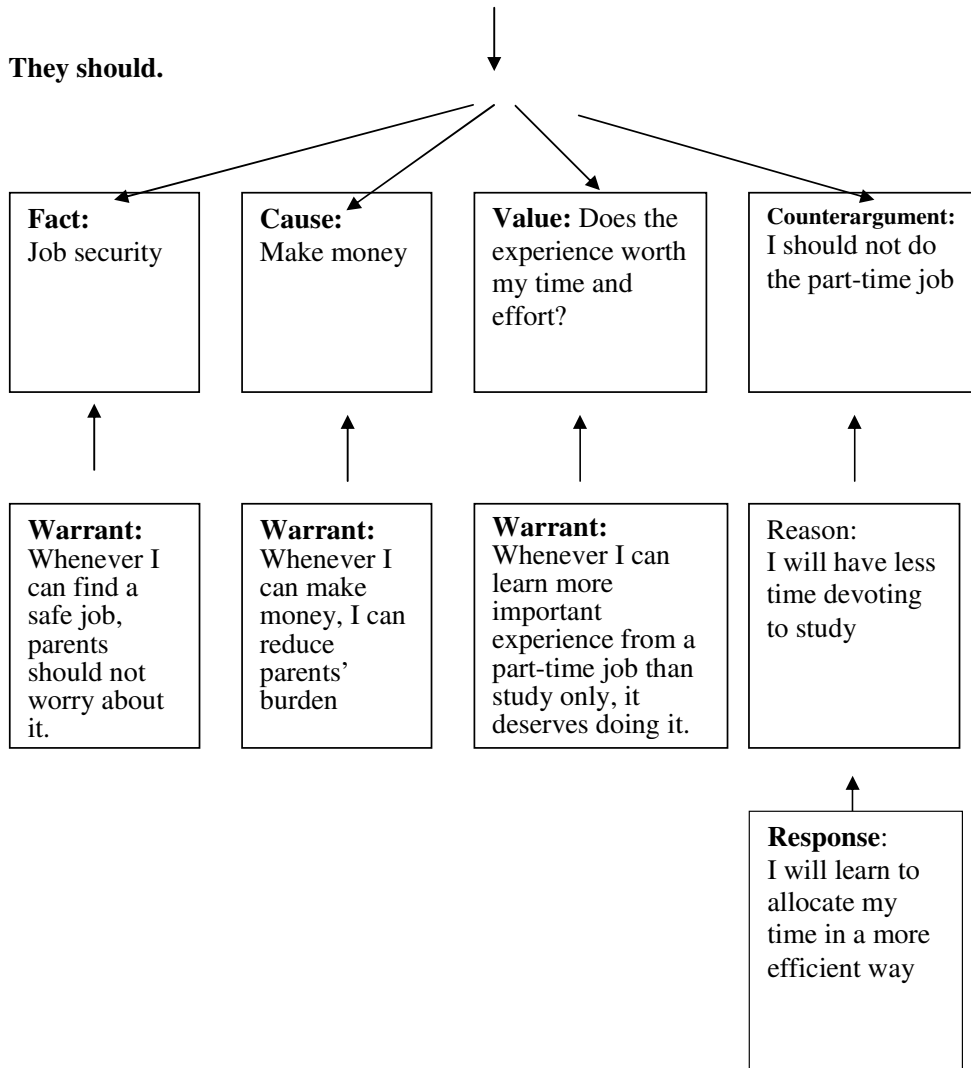 They should.
Fact:
Job security
Cause:
Make money
Value: Does the
experience worth
my time and
effort?
Counterargument:
I should not do
the part-time job
Warrant:
Whenever I
can find a
safe job,
parents
should not
worry about
it.
Warrant:
Whenever I
can make
money, I can
reduce
parents’
burden
Warrant:
Whenever I can
learn more
important
experience from a
part-time job than
study only, it
deserves doing it.
Reason:
I will have less
time devoting
to study
Response:
I will learn to
allocate my
time in a more
efficient way